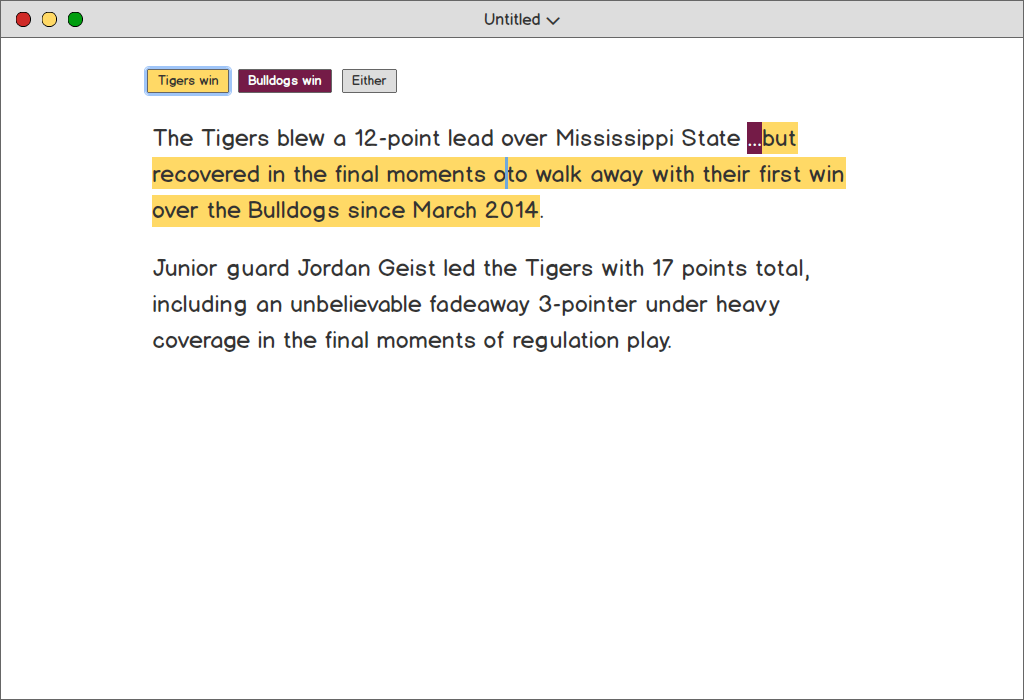 Untitled
Tigers win Bulldogs win Either
The Tigers blew a 12-point lead over Mississippi State ...but
recovered in the final moments oto walk away with their first win
over the Bulldogs since March 2014.
Junior guard Jordan Geist led the Tigers with 17 points total,
including an unbelievable fadeaway 3-pointer under heavy
coverage in the final moments of regulation play.